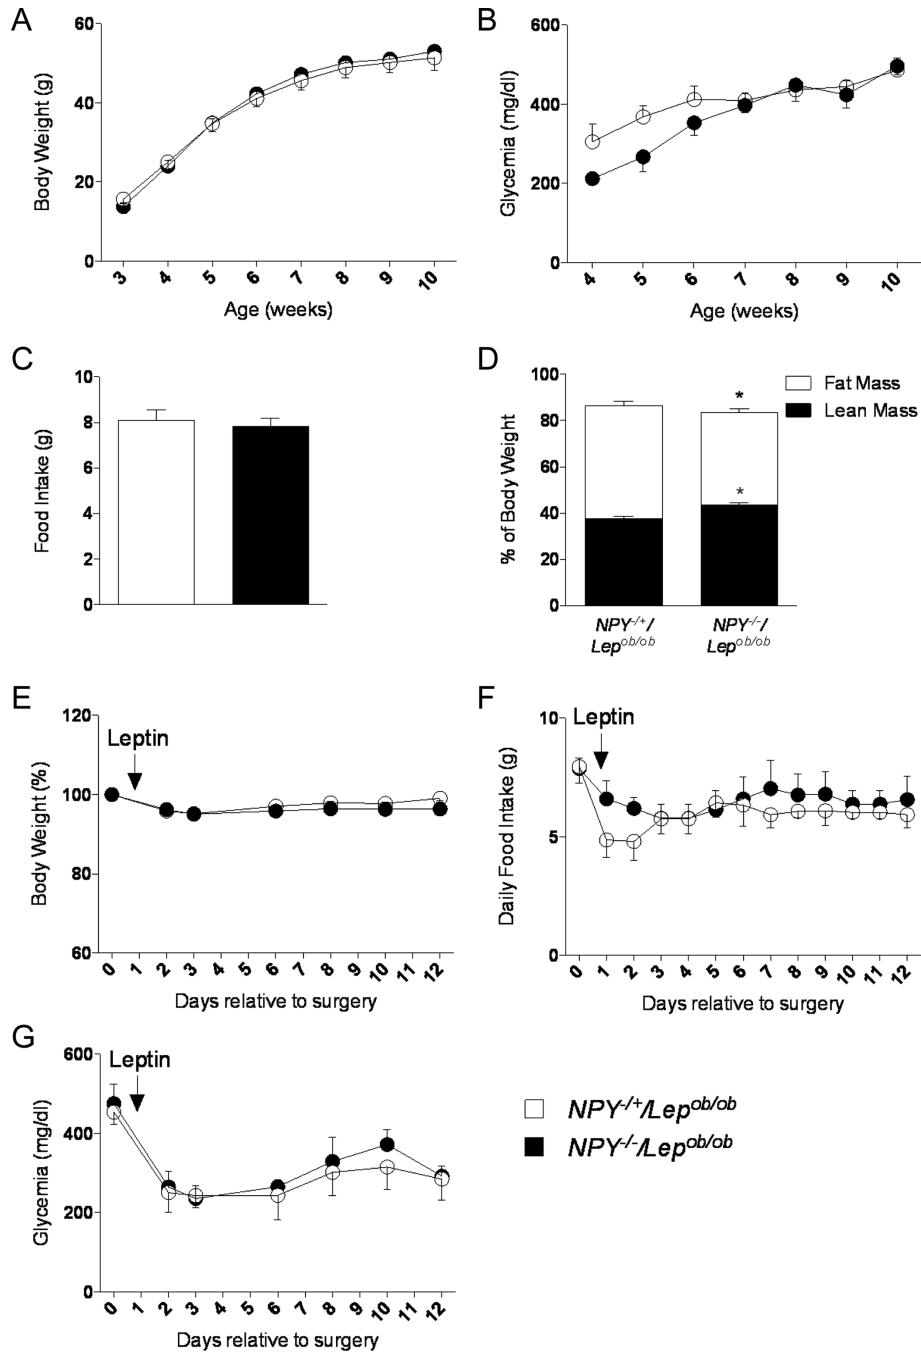 A
Body Weight (g)
60
40
20
0
3 4 5 6 7 8 9 10
Age (weeks)
B
Glycemia (mg/dl)
600
400
200
0
4 5 6 7 8 9 10
Age (weeks)
C
Food Intake (g)
10
8
6
4
2
0
D
% of Body Weight
100
80
60
40
20
0
*
*
Fat Mass
Lean Mass
NPY-/+/
Lepob/ob
NPY-/-/
Lepob/ob
E
Body Weight (%)
120
100
80
60
Leptin
0 1 2 3 4 5 6 7 8 9 10 11 12
Days relative to surgery
F
Daily Food Intake (g)
10
5
0
Leptin
0 1 2 3 4 5 6 7 8 9 10 11 12
Days relative to surgery
G
Glycemia (mg/dl)
600
400
200
0
Leptin
0 1 2 3 4 5 6 7 8 9 10 11 12
Days relative to surgery
NPY-/+/Lepob/ob
NPY-/-/Lepob/ob